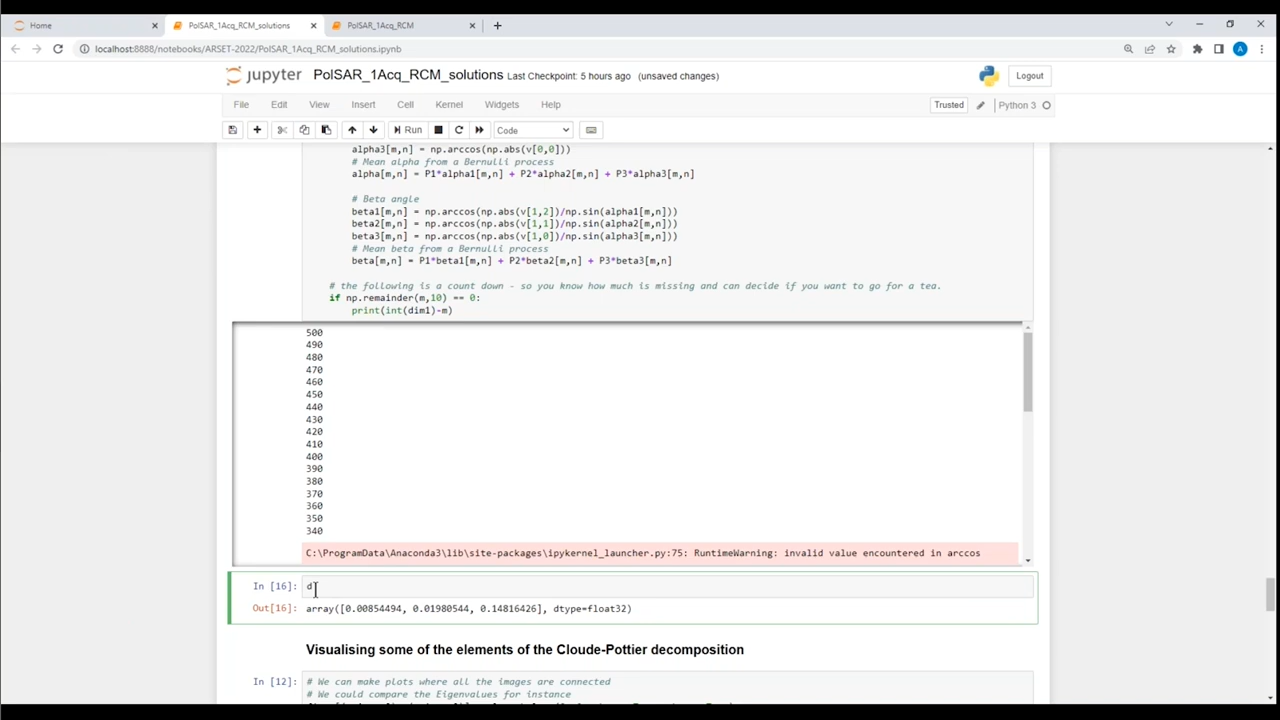 Home
PolSAR_1Acq_RCM_solutions
PolSAR_1Acq_RCM
localhost:8888/notebooks/ARSET-2022/PolSAR_1Acq_RCM_solutions.ipynb
A
jupyter PolSAR_1Acq_RCM_solutions Last Checkpoint: 5 hours ago (unsaved changes)
Logout
File Edit View Insert Cell Kernel Widgets Help
Trusted Python 3
Run Code
alpha3[m,n] = np.arccos(np.abs(v[0,0]))
# Mean alpha from a Bernulli process
alpha[m,n] = P1*alpha1[m,n] + P2*alpha2[m,n] + P3*alpha3[m,n]
# Beta angle
beta1[m,n] = np.arccos(np.abs(v[1,2])/np.sin(alpha1[m,n]))
beta2[m,n] = np.arccos(np.abs(v[1,1])/np.sin(alpha2[m,n]))
beta3[m,n] = np.arccos(np.abs(v[1,0])/np.sin(alpha3[m,n]))
# Mean beta from a Bernulli process
beta[m,n] = P1*beta1[m,n] + P2*beta2[m,n] + P3*beta3[m,n]
# the following is a count down - so you know how much is missing and can decide if you want to go for a tea.
if np.remainder(m,10) == 0:
print(int(dim1)-m)
500
490
480
470
460
450
440
430
420
410
400
390
380
370
360
350
340
C:\ProgramData\Anaconda3\lib\site-packages\ipykernel_launcher.py:75: RuntimeWarning: invalid value encountered in arccos
In [16]: d
Out[16]: array([0.00854494, 0.01980544, 0.14816426], dtype=float32)
Visualising some of the elements of the Cloude-Pottier decomposition
In [12]: # We can make plots where all the images are connected
# We could compare the Eigenvalues for instance